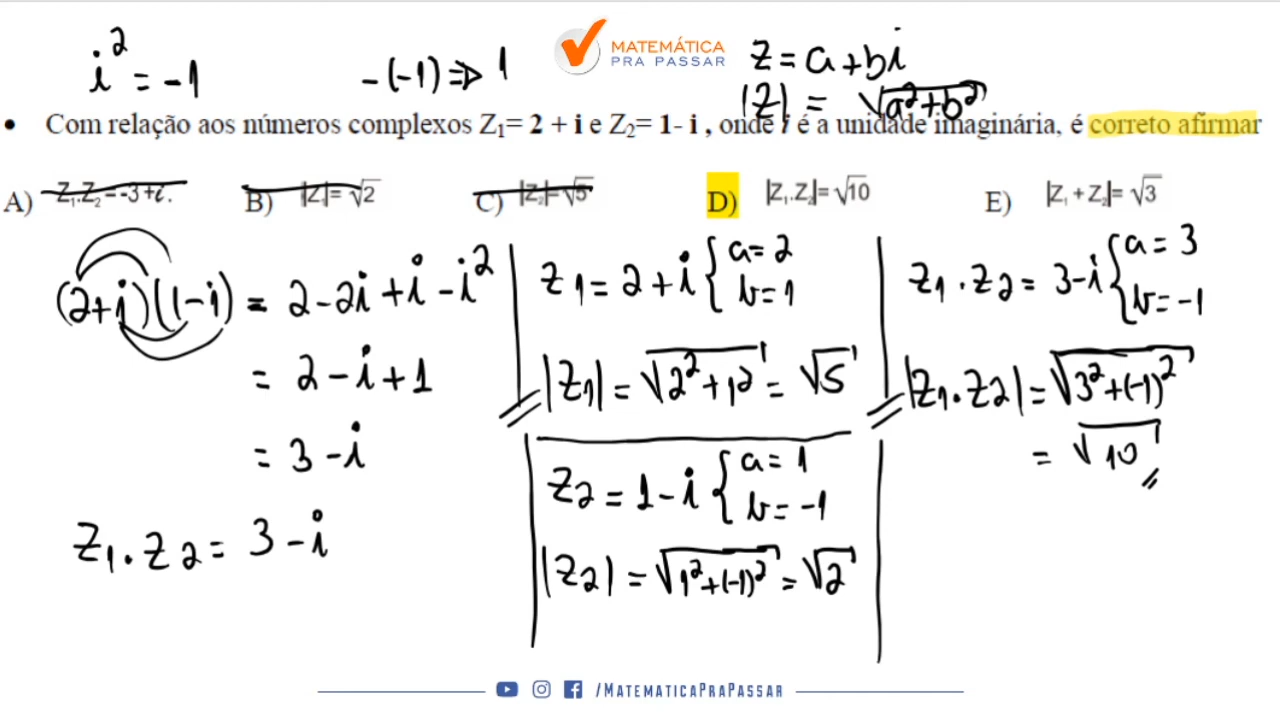 i² = -1
-(-1) ⇒ 1
MATEMÁTICA
PRA PASSAR
Z = a + bi
|Z| = √a²+b²
• Com relação aos números complexos Z₁= 2 + i e Z₂= 1- i , onde i é a unidade imaginária, é correto afirmar
A) Z₁.Z₂ = -3 +i.
B) |Z₁|= √2
C) |Z₂|= √5
D) |Z₁.Z₂|= √10
E) |Z₁ + Z₂|= √3
(2+i)(1-i) = 2-2i+i-i²
= 2-i+1
= 3-i
Z₁.Z₂ = 3-i
Z₁ = 2+i { a=2
b=1
|Z₁| = √2²+1² = √5
Z₂ = 1-i { a=1
b=-1
|Z₂| = √1²+(-1)² = √2
Z₁.Z₂ = 3-i { a=3
b=-1
|Z₁.Z₂| = √3²+(-1)²
= √10
/MATEMATICAPRAPASSAR